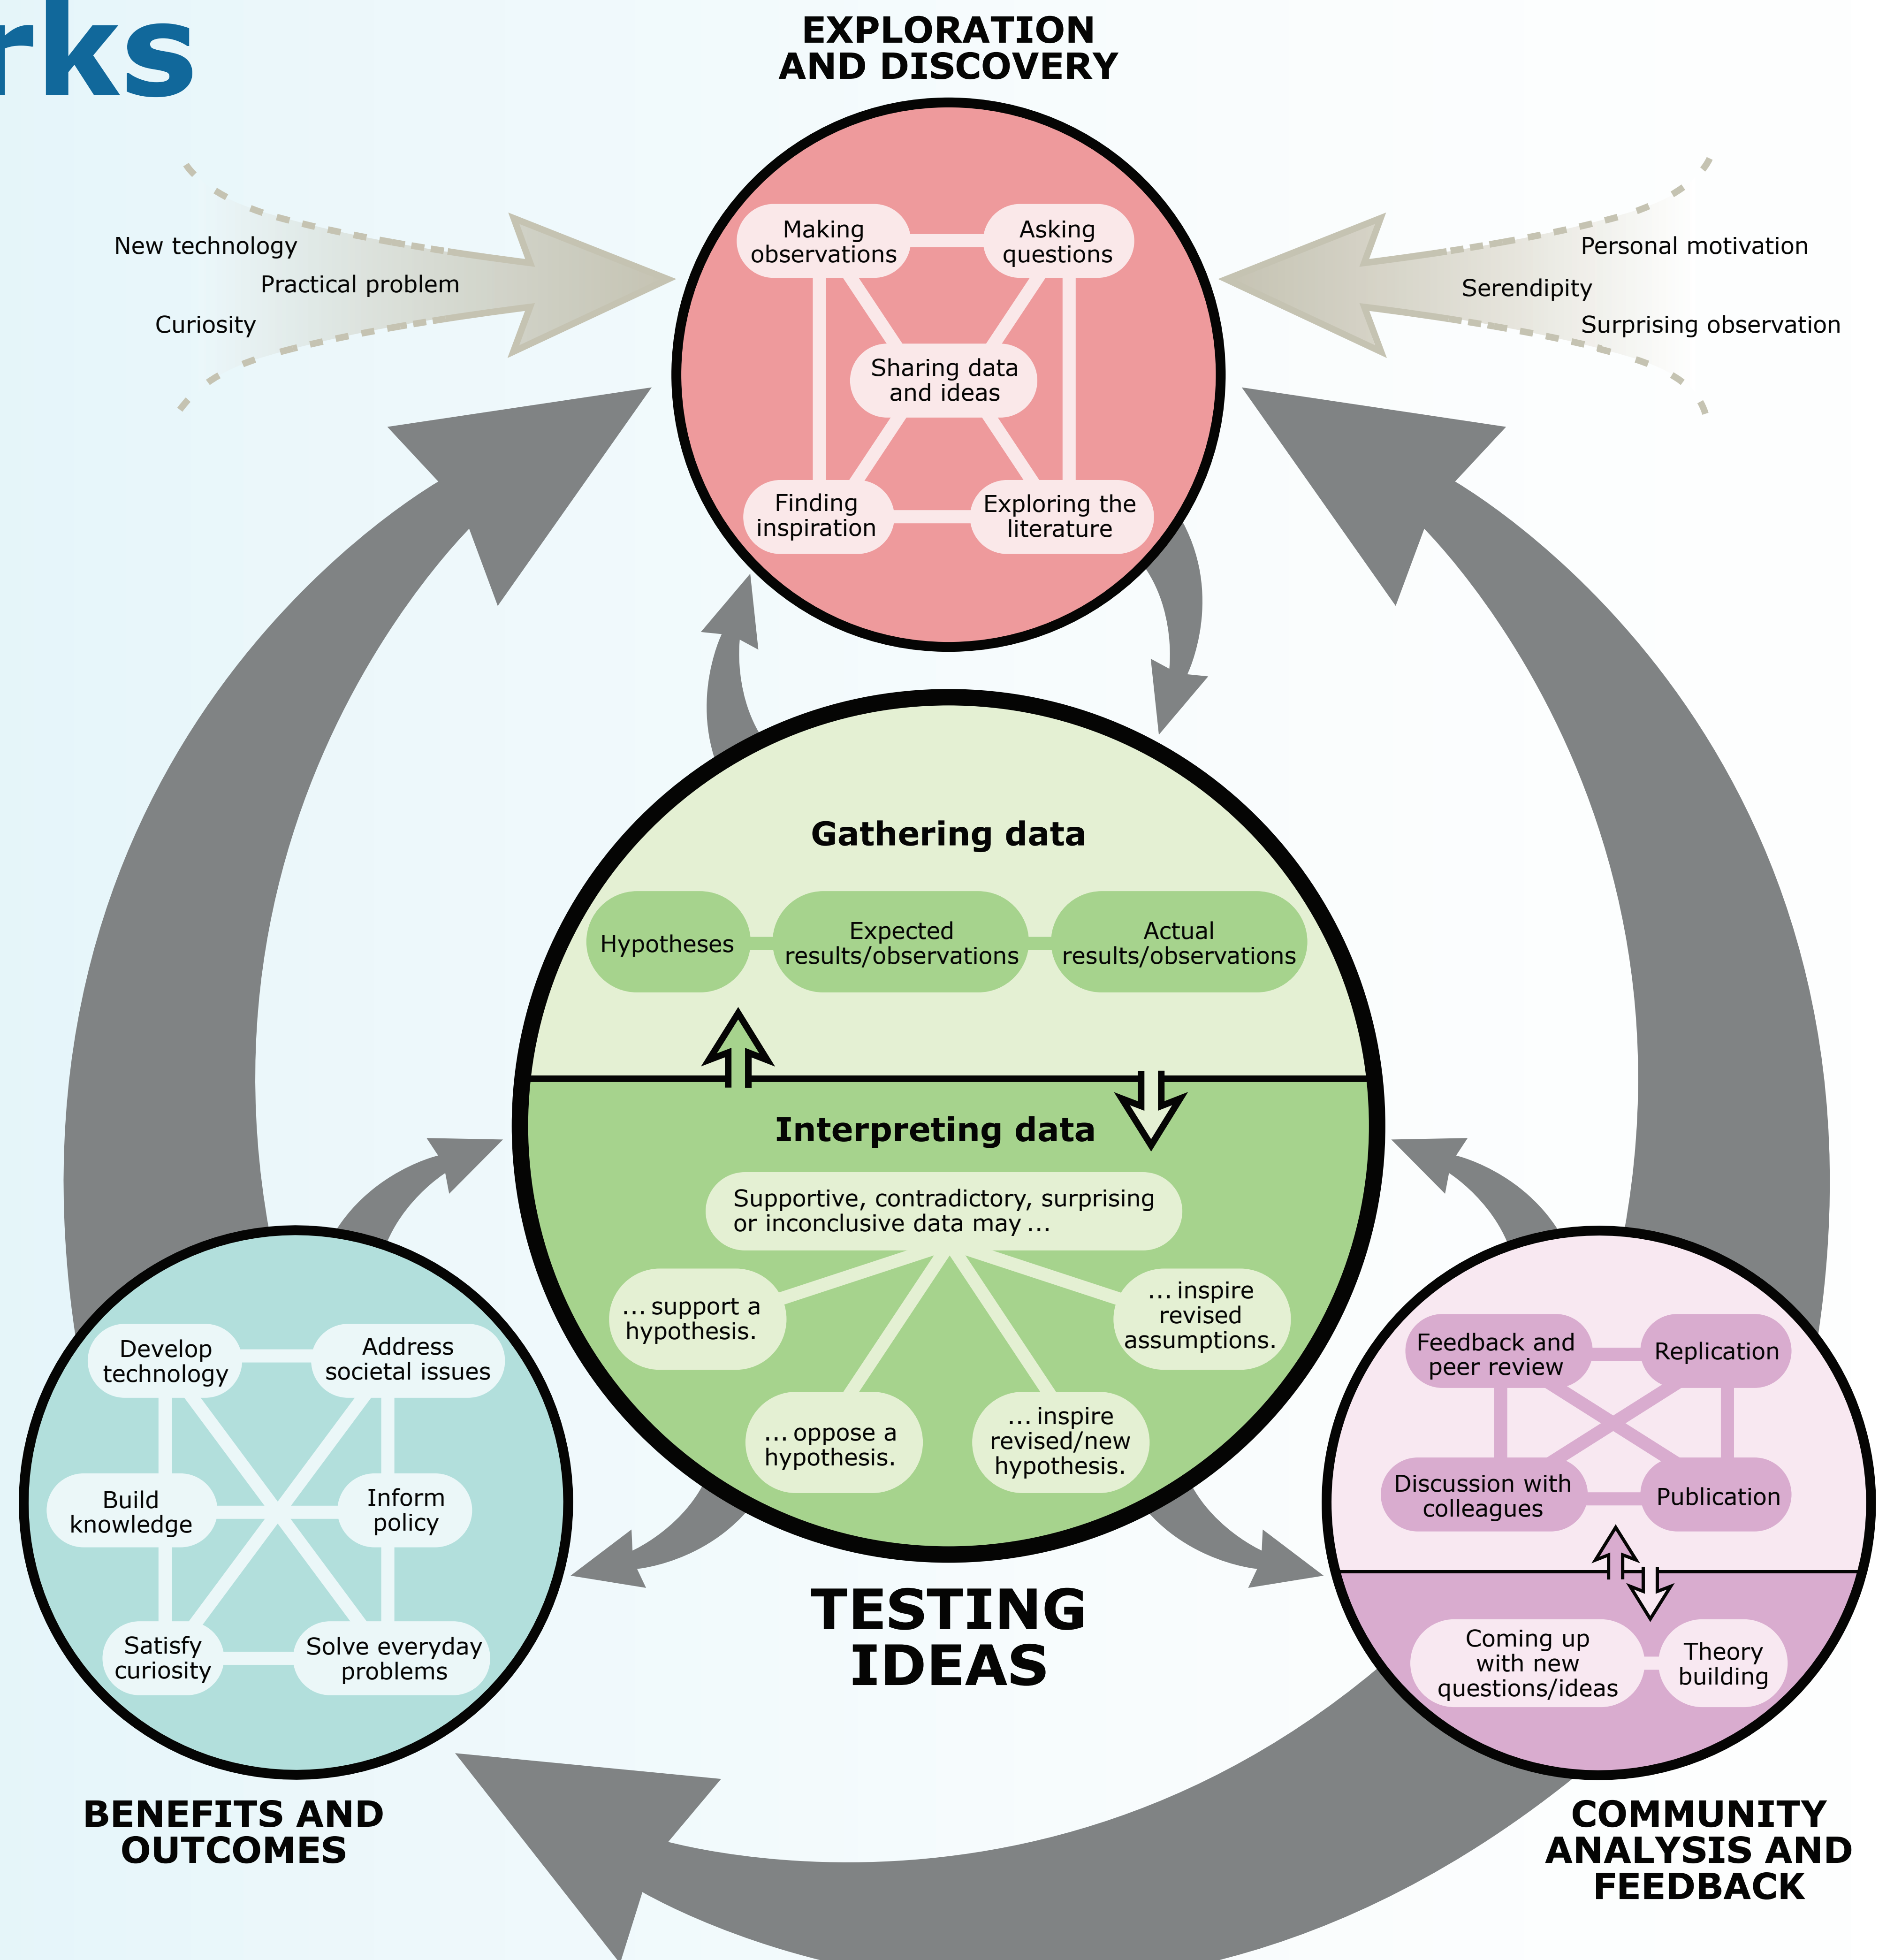 rks
EXPLORATION
AND DISCOVERY
New technology
Practical problem
Curiosity
Personal motivation
Serendipity
Surprising observation
Making
observations
Asking
questions
Sharing data
and ideas
Finding
inspiration
Exploring the
literature
Gathering data
Hypotheses
Expected
results/observations
Actual
results/observations
Interpreting data
Supportive, contradictory, surprising
or inconclusive data may ...
... support a
hypothesis.
... oppose a
hypothesis.
... inspire
revised/new
hypothesis.
... inspire
revised
assumptions.
TESTING
IDEAS
Develop
technology
Address
societal issues
Build
knowledge
Inform
policy
Satisfy
curiosity
Solve everyday
problems
BENEFITS AND
OUTCOMES
Feedback and
peer review
Replication
Discussion with
colleagues
Publication
Coming up
with new
questions/ideas
Theory
building
COMMUNITY
ANALYSIS AND
FEEDBACK